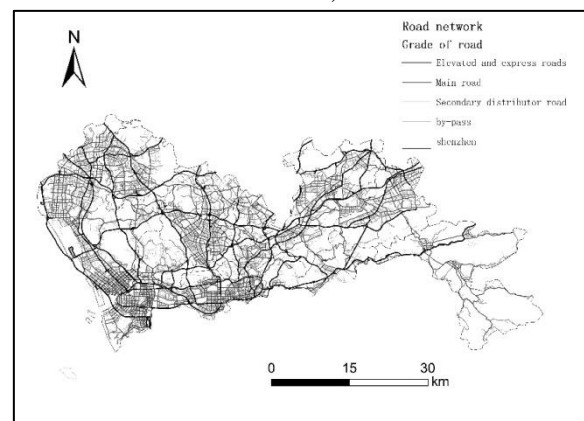 Road network
Grade of road
N
Elevated and express roads
Main road
Secondary distributor road
by-pass
shenzhen
0 15 30
km